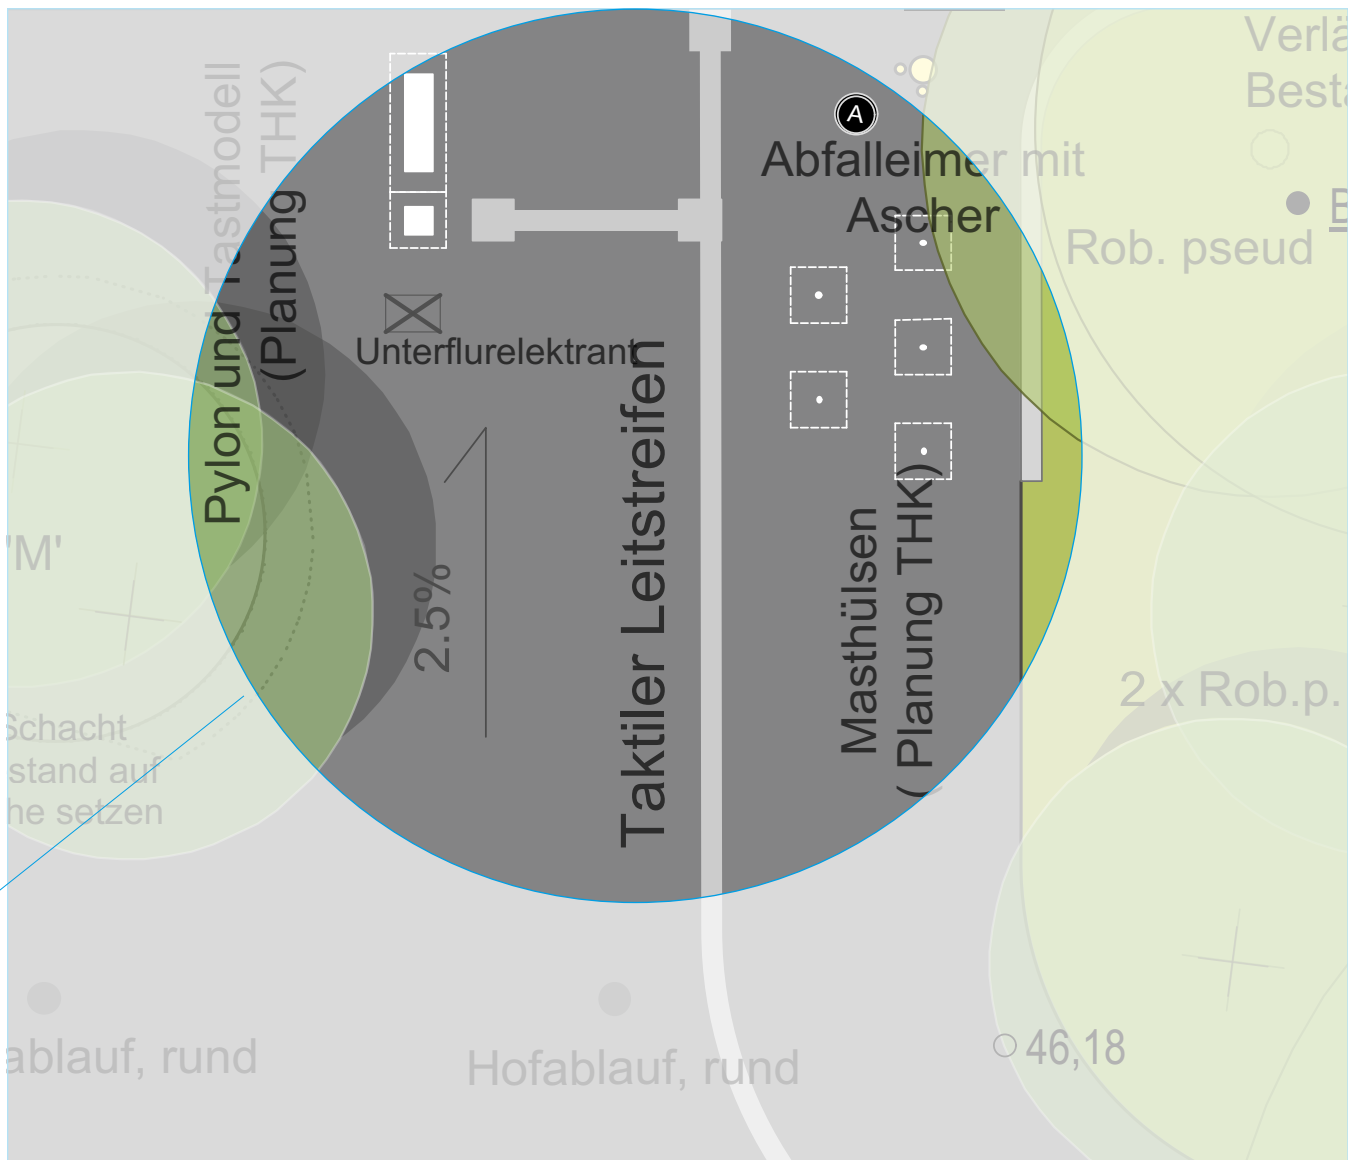 Verlä
Besta
A
Abfalleimer mit
Ascher
B
Rob. pseud
Pylon und Tastmodell
(Planung THK)
Unterflurelektrant
Taktiler Leitstreifen
2.5%
Masthülsen
( Planung THK)
'M'
2 x Rob.p.
Schacht
stand auf
he setzen
ablauf, rund
Hofablauf, rund
46,18